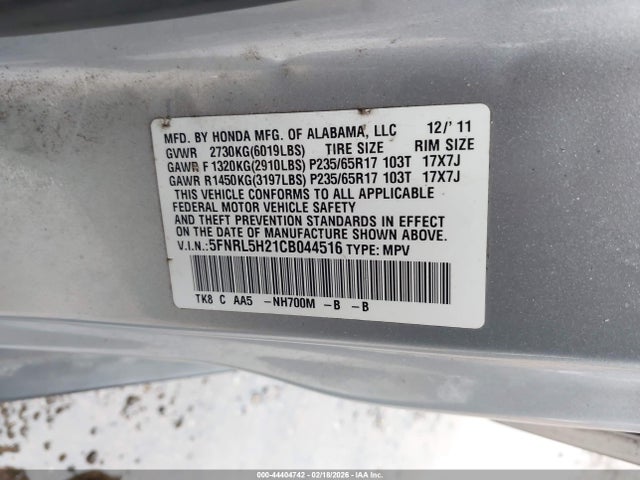 MFD. BY HONDA MFG. OF ALABAMA, LLC 12/'11
GVWR 2730KG(6019LBS) TIRE SIZE RIM SIZE
GAWR F 1320KG(2910LBS) P235/65R17 103T 17X7J
GAWR R1450KG(3197LBS) P235/65R17 103T 17X7J
THIS VEHICLE CONFORMS TO ALL APPLICABLE
FEDERAL MOTOR VEHICLE SAFETY
AND THEFT PREVENTION STANDARDS IN EFFECT
ON THE DATE OF MANUFACTURE SHOWN ABOVE.
V.I.N.: 5FNRL5H21CB044516 TYPE: MPV
TK8 C AA5 -NH700M -B -B
000-44404742 - 02/18/2026 - IAA Inc.